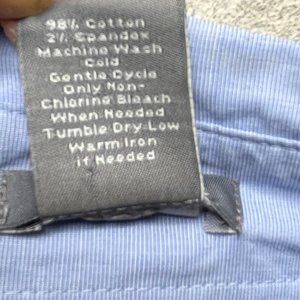 98% Cotton
2% Spandex
Machine Wash
Cold
Gentle Cycle
Only Non-
Chlorine Bleach
When Needed
Tumble Dry Low
Warm Iron
if Needed